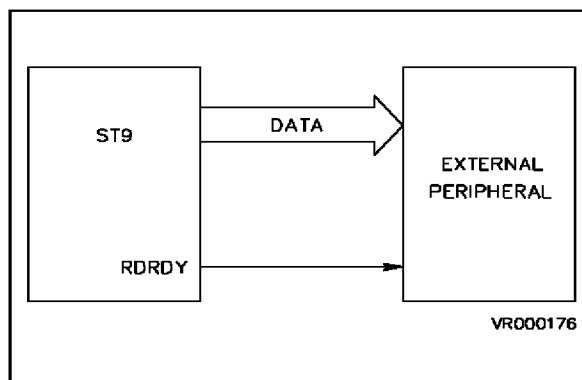 ST9
DATA
EXTERNAL
PERIPHERAL
RDRDY
VR000176